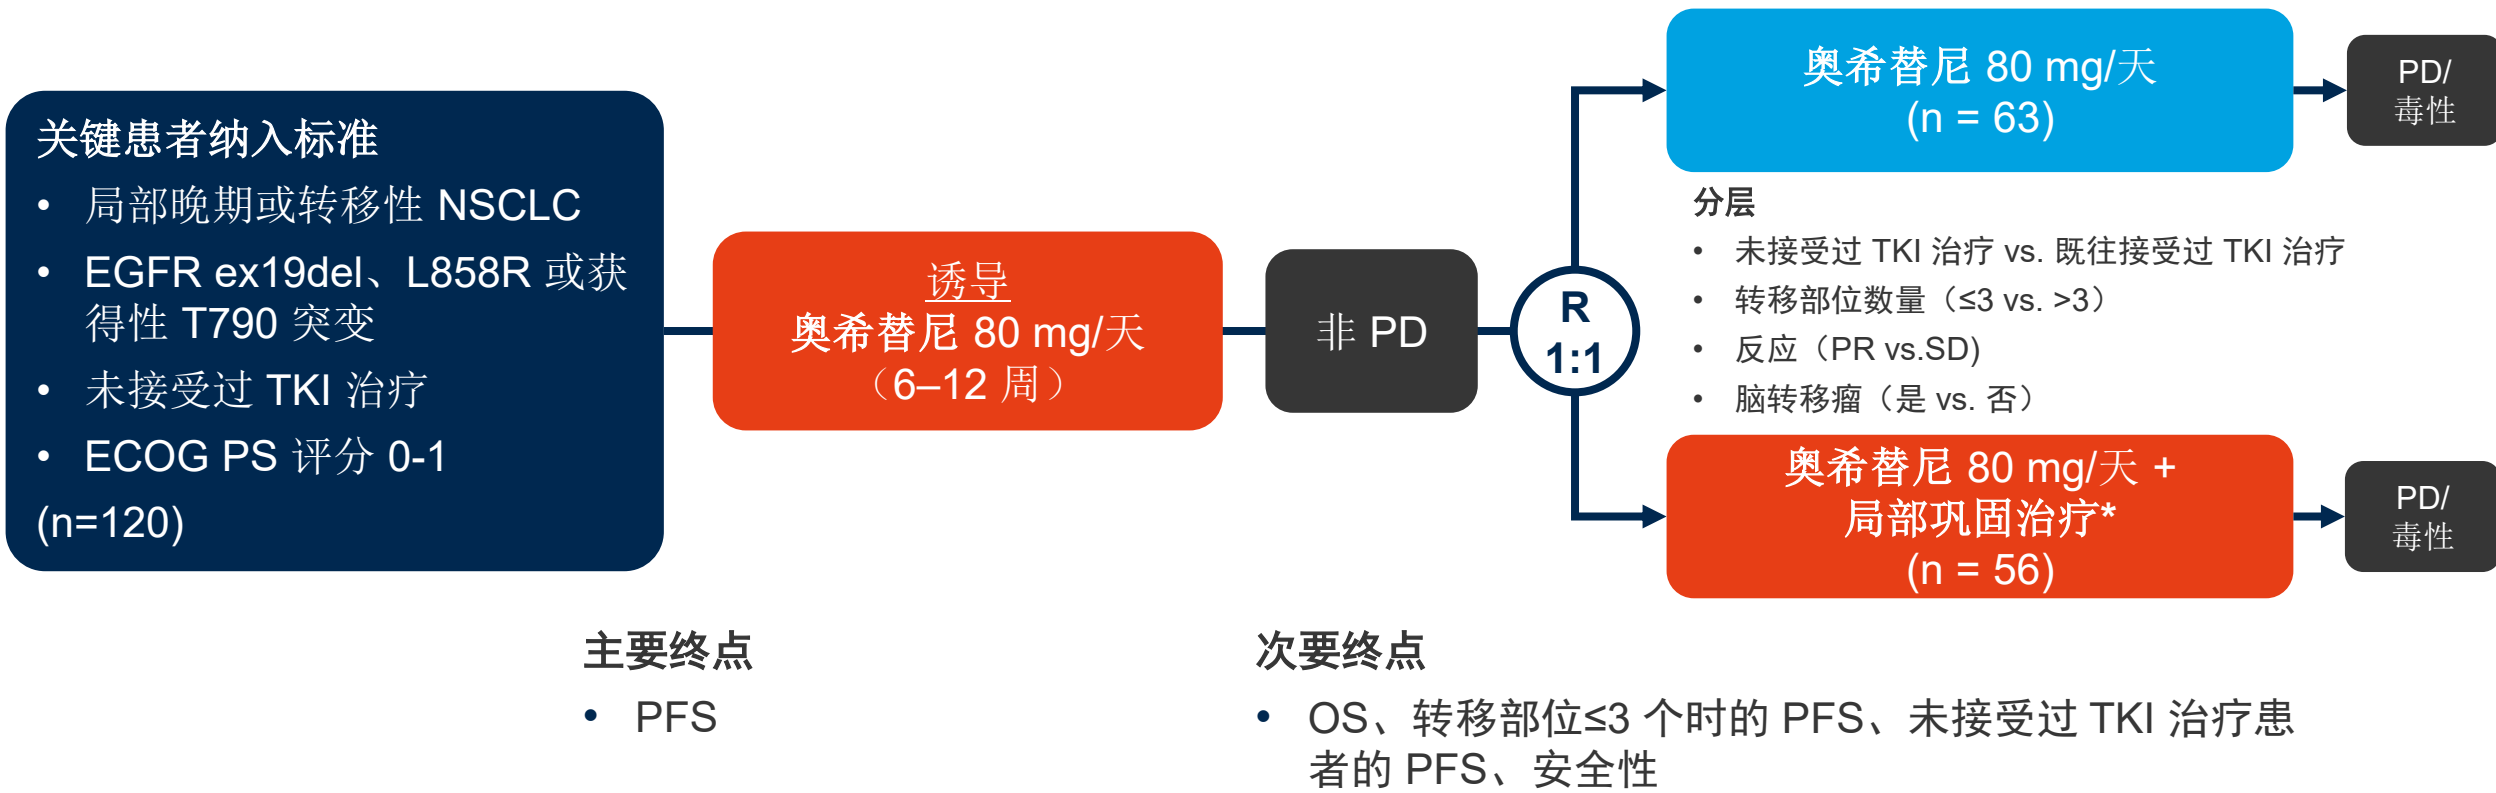 关键患者纳入标准
• 局部晚期或转移性 NSCLC
• EGFR ex19del、L858R 或获
得性 T790 突变
• 未接受过 TKI 治疗
• ECOG PS 评分 0-1
(n=120)
诱导
奥希替尼 80 mg/天
（6–12 周）
非 PD
R
1:1
奥希替尼 80 mg/天
(n = 63)
PD/
毒性
分层
• 未接受过 TKI 治疗 vs. 既往接受过 TKI 治疗
• 转移部位数量（≤3 vs. >3）
• 反应（PR vs.SD)
• 脑转移瘤（是 vs. 否）
奥希替尼 80 mg/天 +
局部巩固治疗*
(n = 56)
PD/
毒性
主要终点
• PFS
次要终点
• OS、转移部位≤3 个时的 PFS、未接受过 TKI 治疗患
者的 PFS、安全性